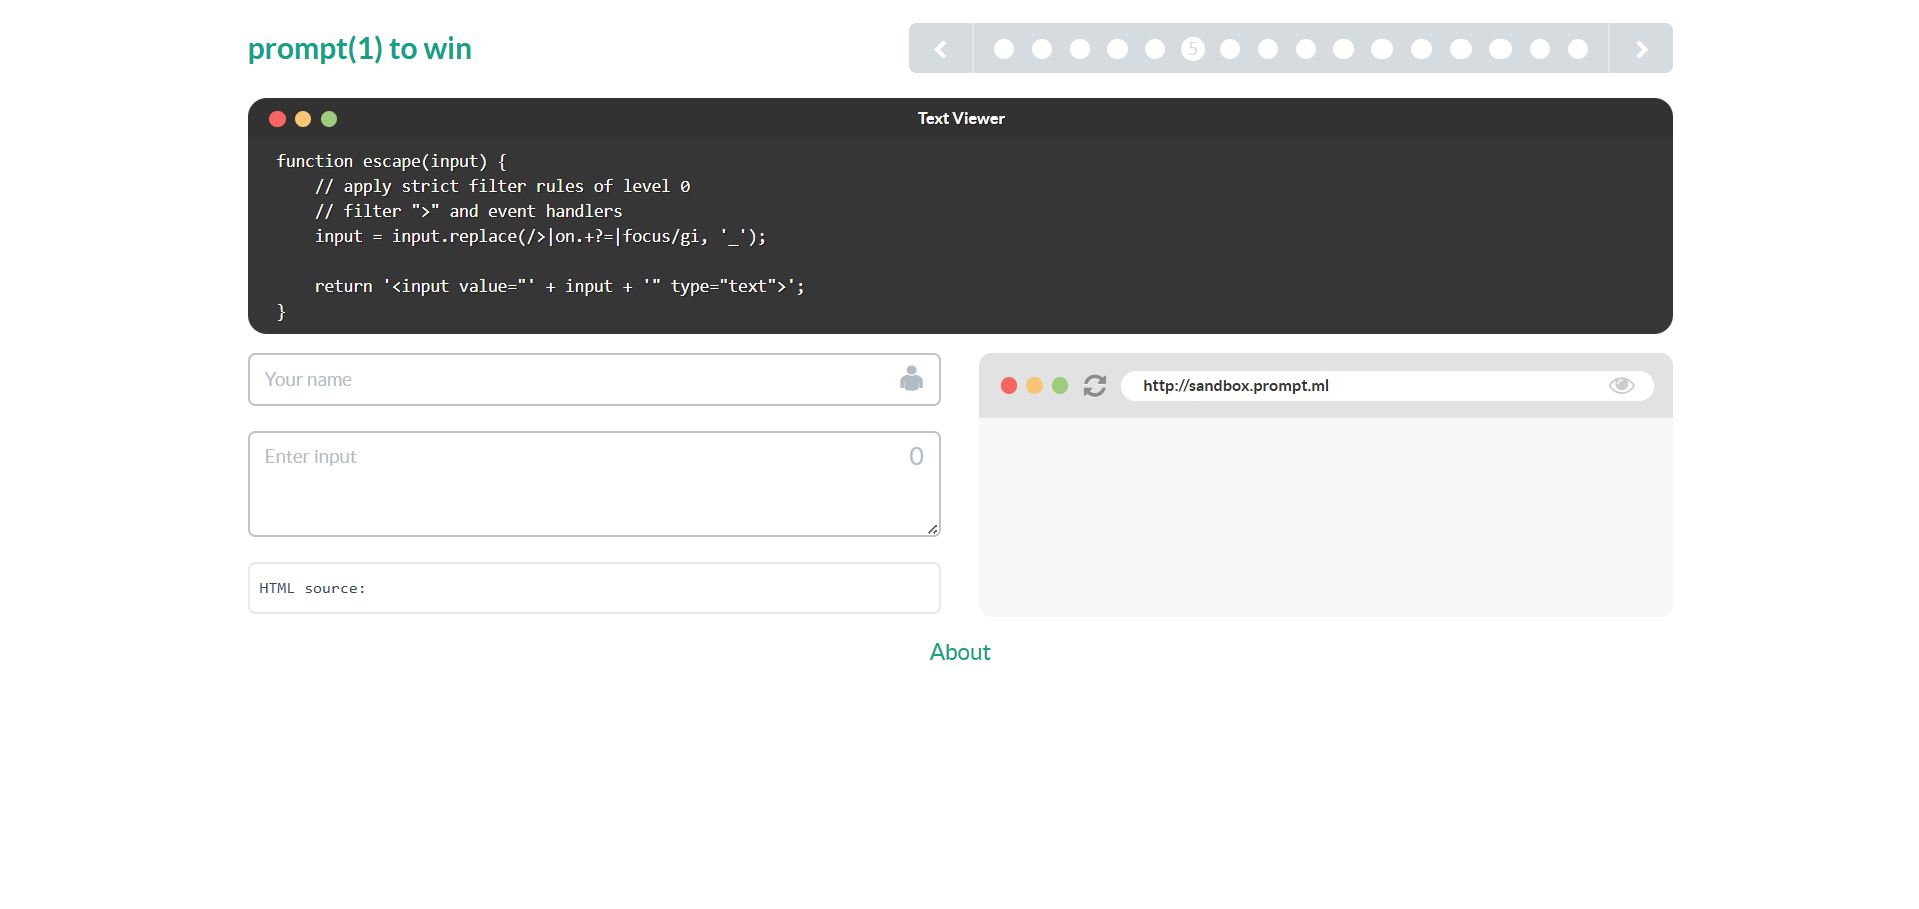 prompt(1) to win
5
Text Viewer
function escape(input) {
    // apply strict filter rules of level 0
    // filter ">" and event handlers
    input = input.replace(/>|on.+?=|focus/gi, '_');
    return '<input value="' + input + '" type="text">';
}
Your name
http://sandbox.prompt.ml
Enter input
0
HTML source:
About